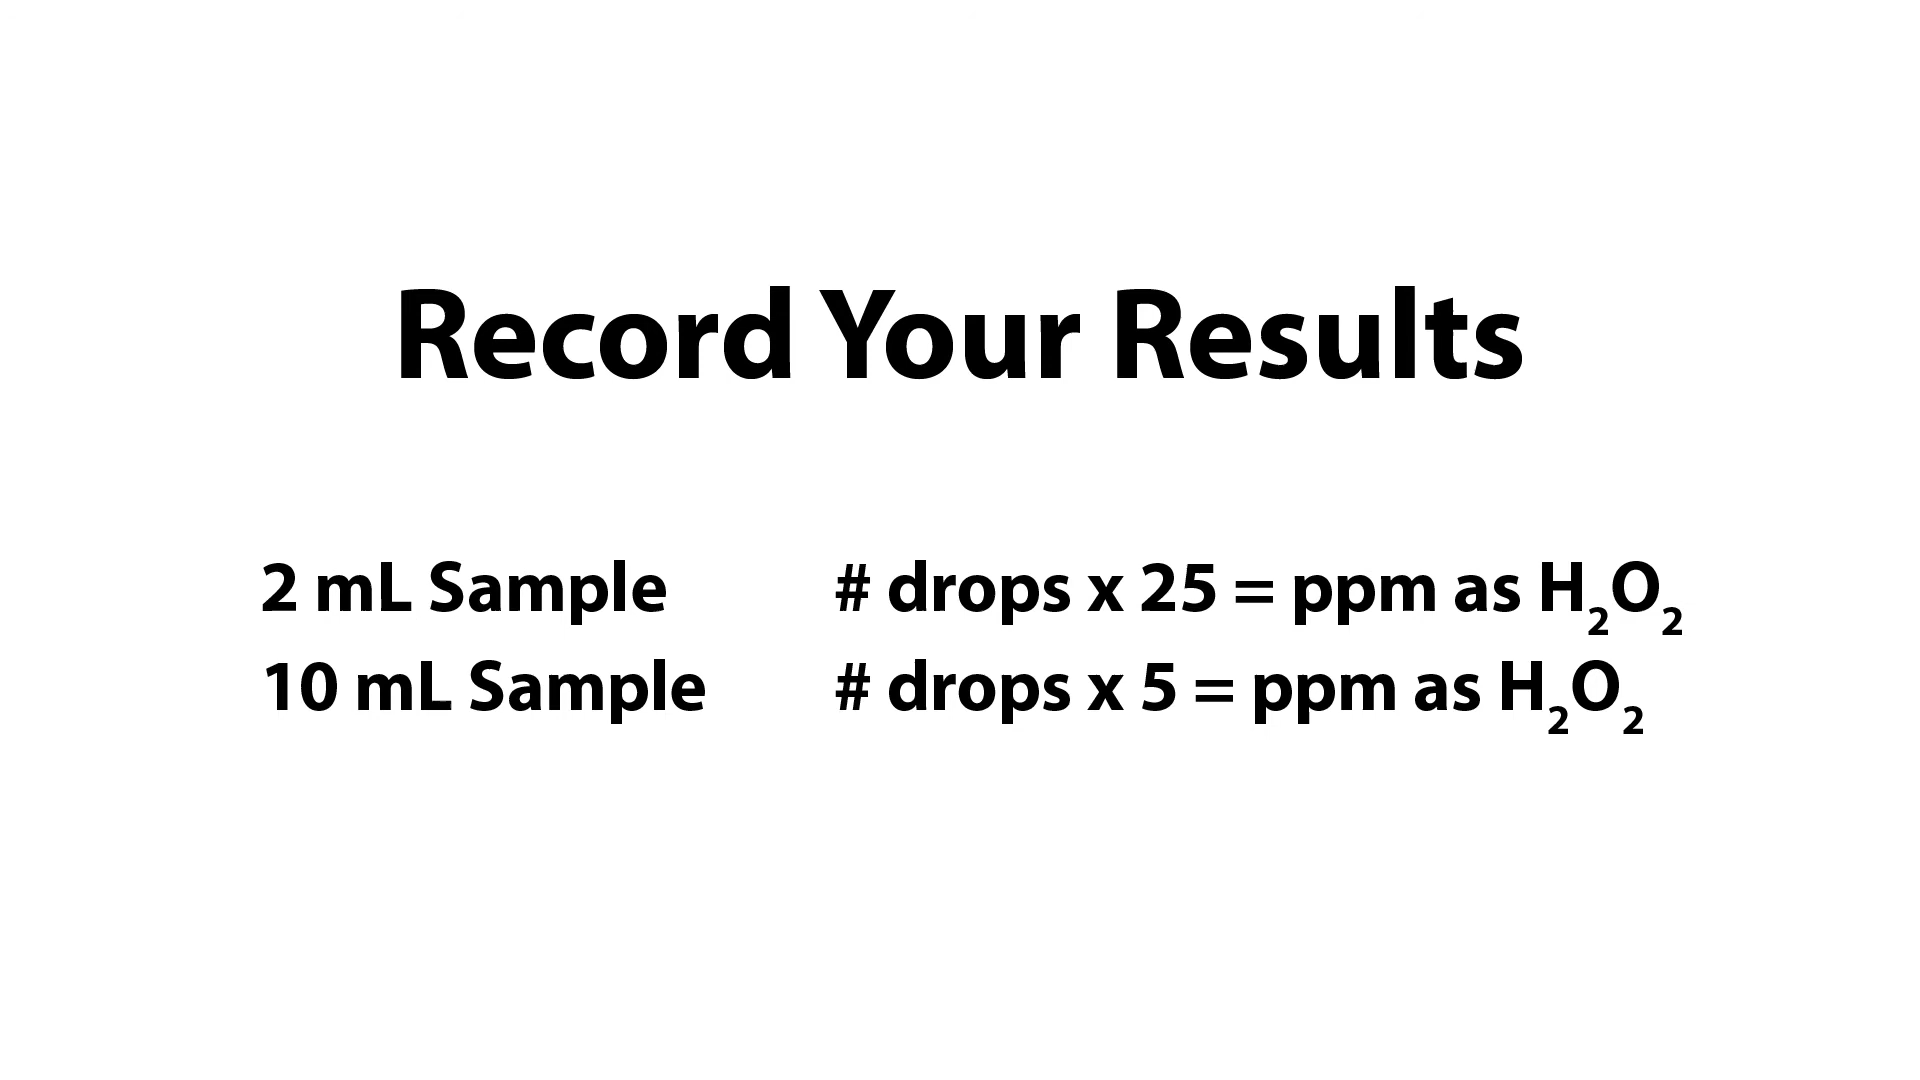 Record Your Results
2 mL Sample # drops x 25 = ppm as H₂O₂
10 mL Sample # drops x 5 = ppm as H₂O₂